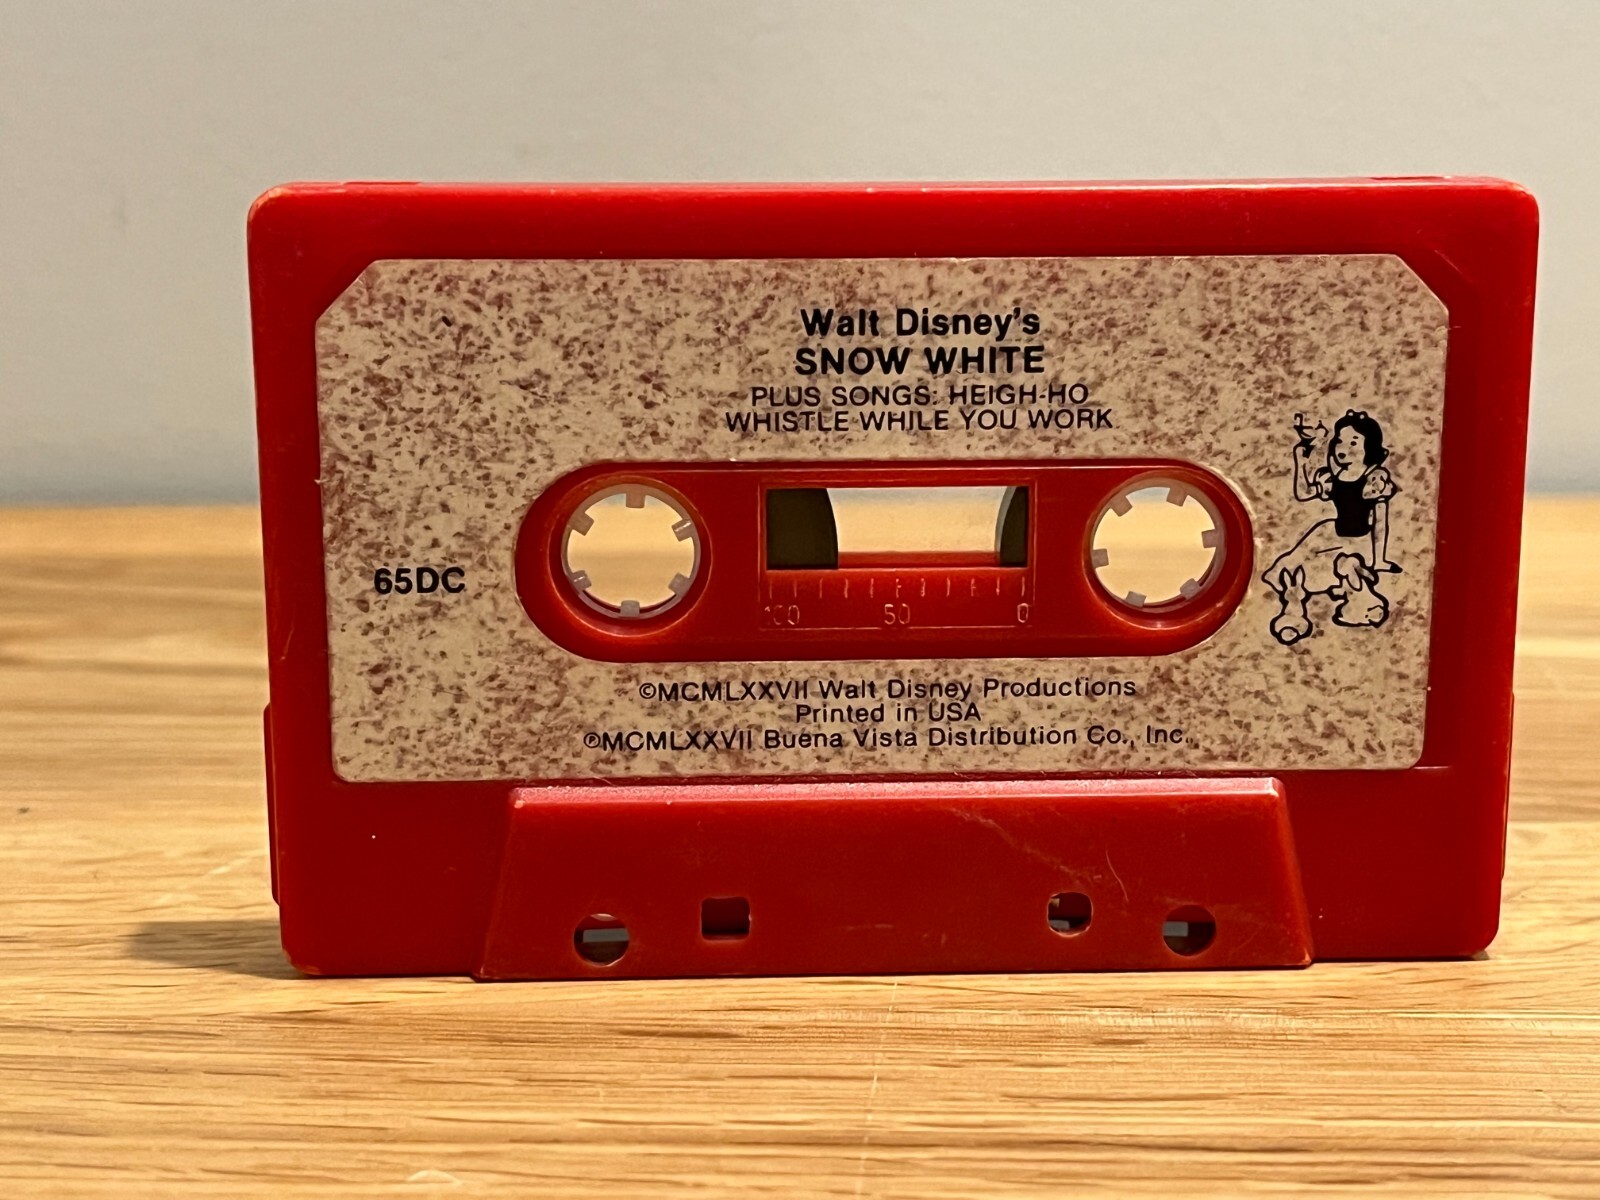 Walt Disney's
SNOW WHITE
PLUS SONGS: HEIGH-HO
WHISTLE WHILE YOU WORK
65DC
100 50 0
©MCMLXXVII Walt Disney Productions
Printed in USA
℗MCMLXXVII Buena Vista Distribution Co., Inc.